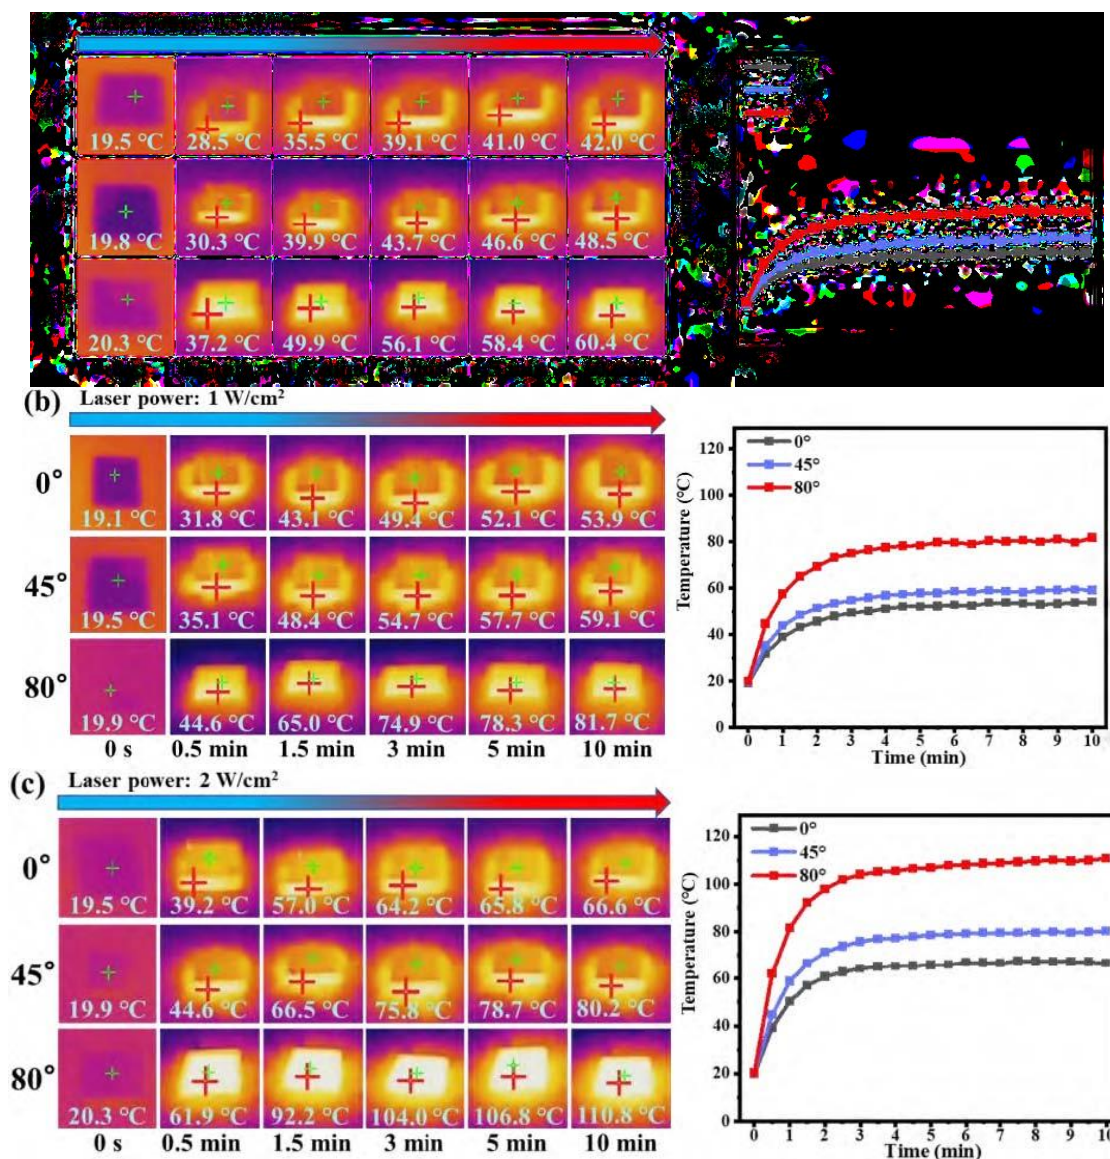 19.5 °C 28.5 °C 35.5 °C 39.1 °C 41.0 °C 42.0 °C
19.8 °C 30.3 °C 39.9 °C 43.7 °C 46.6 °C 48.5 °C
20.3 °C 37.2 °C 49.9 °C 56.1 °C 58.4 °C 60.4 °C
(b) Laser power: 1 W/cm²
0° 19.1 °C 31.8 °C 43.1 °C 49.4 °C 52.1 °C 53.9 °C
45° 19.5 °C 35.1 °C 48.4 °C 54.7 °C 57.7 °C 59.1 °C
80° 19.9 °C 44.6 °C 65.0 °C 74.9 °C 78.3 °C 81.7 °C
0 s 0.5 min 1.5 min 3 min 5 min 10 min
Temperature (°C)
120
100
80
60
40
20
0
0°
45°
80°
0 1 2 3 4 5 6 7 8 9 10
Time (min)
(c) Laser power: 2 W/cm²
0° 19.5 °C 39.2 °C 57.0 °C 64.2 °C 65.8 °C 66.6 °C
45° 19.9 °C 44.6 °C 66.5 °C 75.8 °C 78.7 °C 80.2 °C
80° 20.3 °C 61.9 °C 92.2 °C 104.0 °C 106.8 °C 110.8 °C
0 s 0.5 min 1.5 min 3 min 5 min 10 min
Temperature (°C)
120
100
80
60
40
20
0
0°
45°
80°
0 1 2 3 4 5 6 7 8 9 10
Time (min)